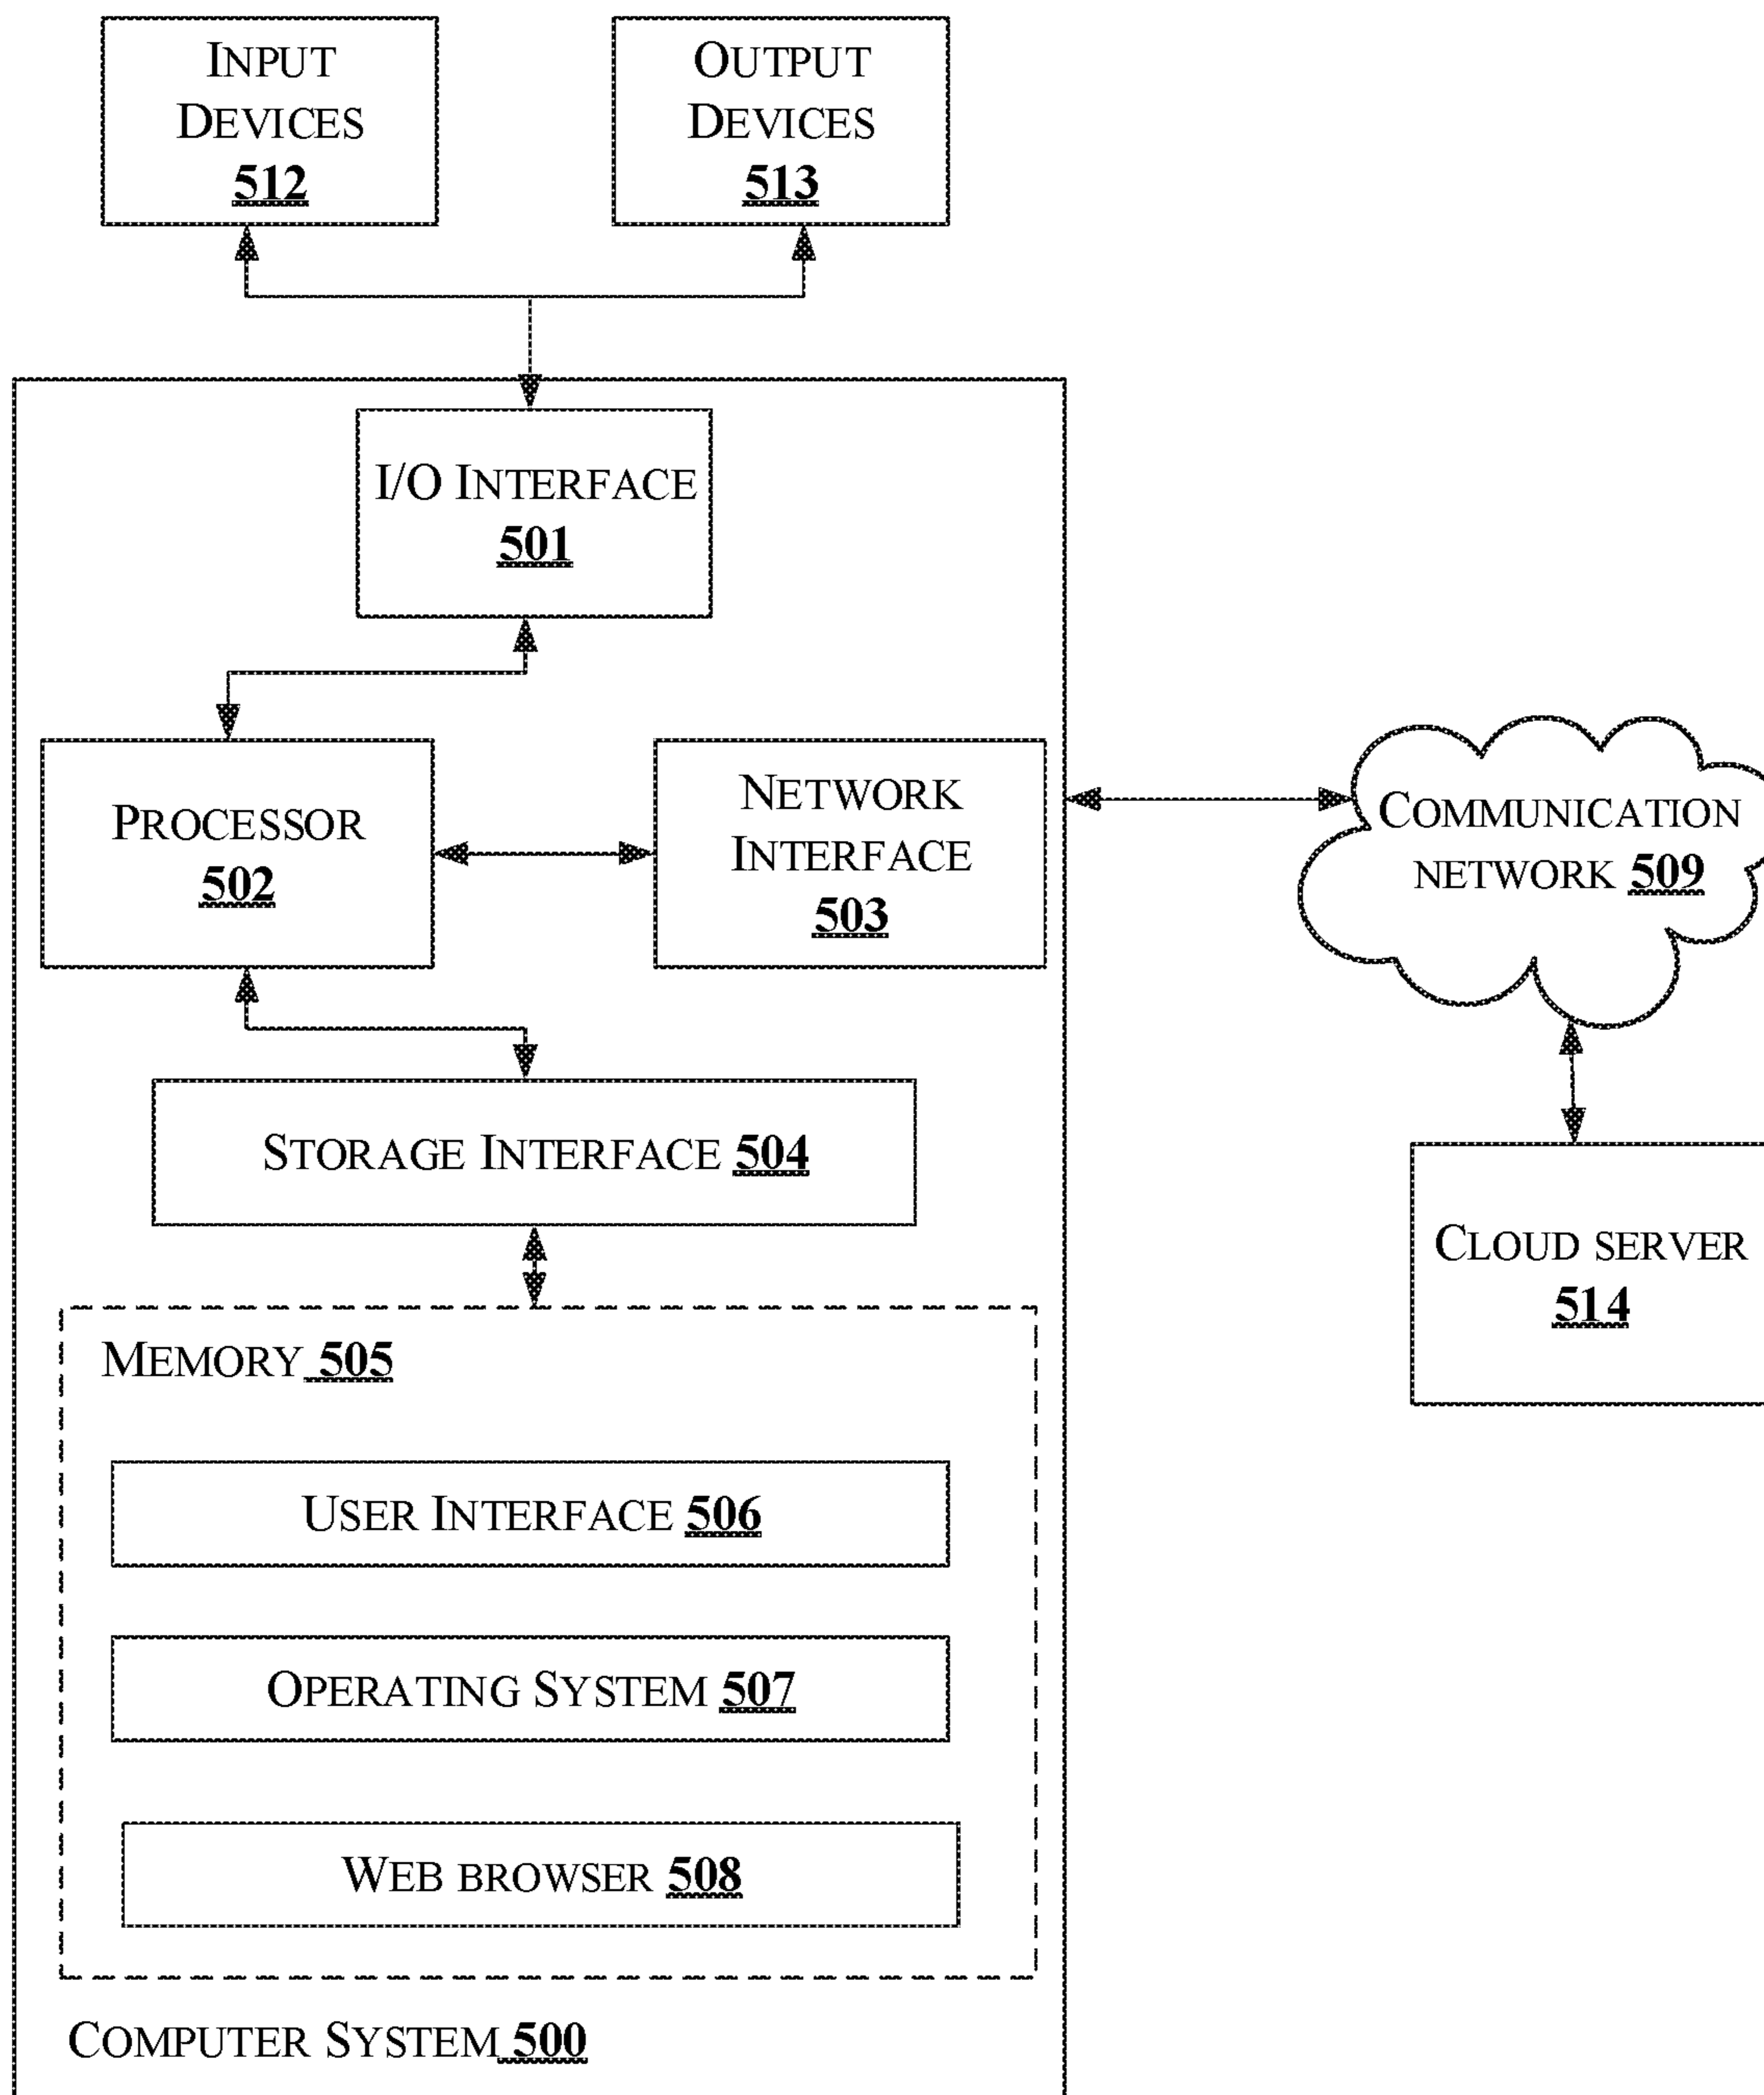 INPUT
DEVICES
512
OUTPUT
DEVICES
513
I/O INTERFACE
501
PROCESSOR
502
NETWORK
INTERFACE
503
COMMUNICATION
NETWORK 509
STORAGE INTERFACE 504
CLOUD SERVER
514
MEMORY 505
USER INTERFACE 506
OPERATING SYSTEM 507
WEB BROWSER 508
COMPUTER SYSTEM 500